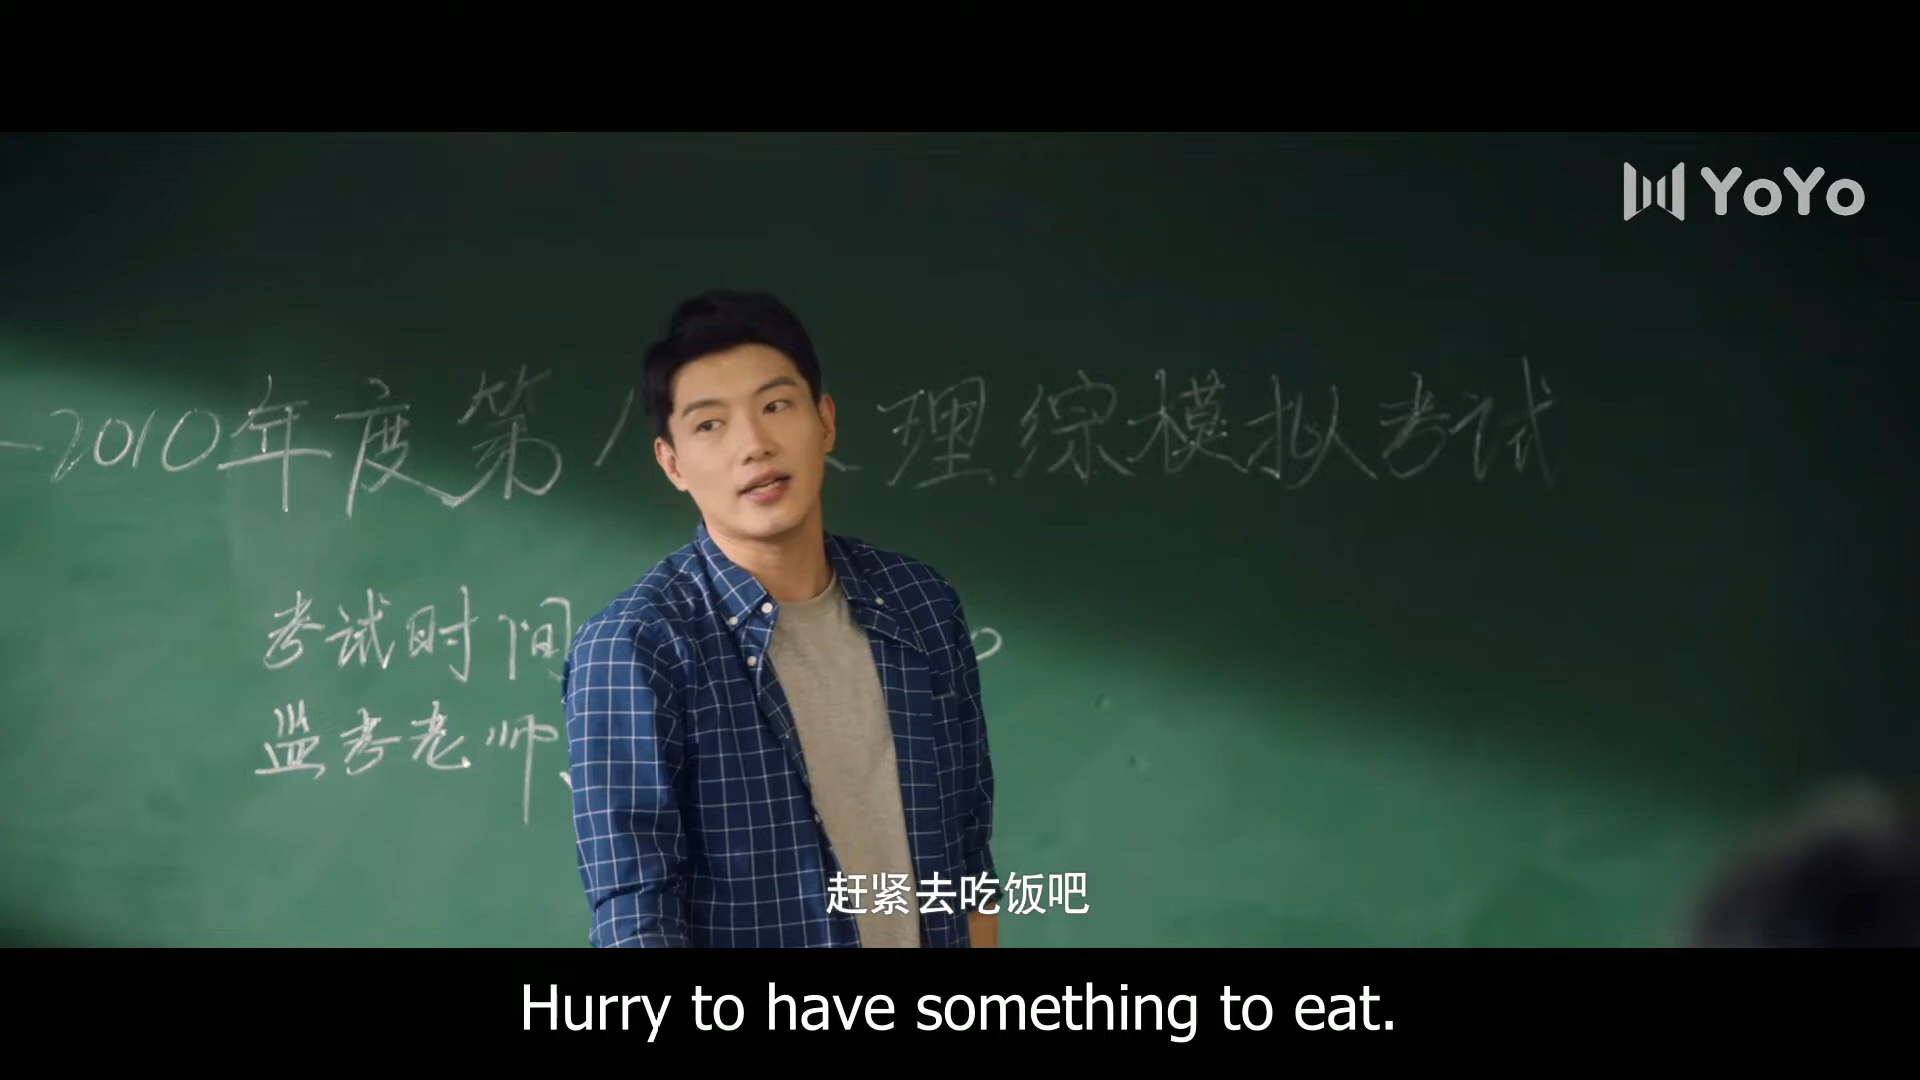 YoYo
-2010年度第 理综模拟考试
考试时间
监考老师
赶紧去吃饭吧
Hurry to have something to eat.